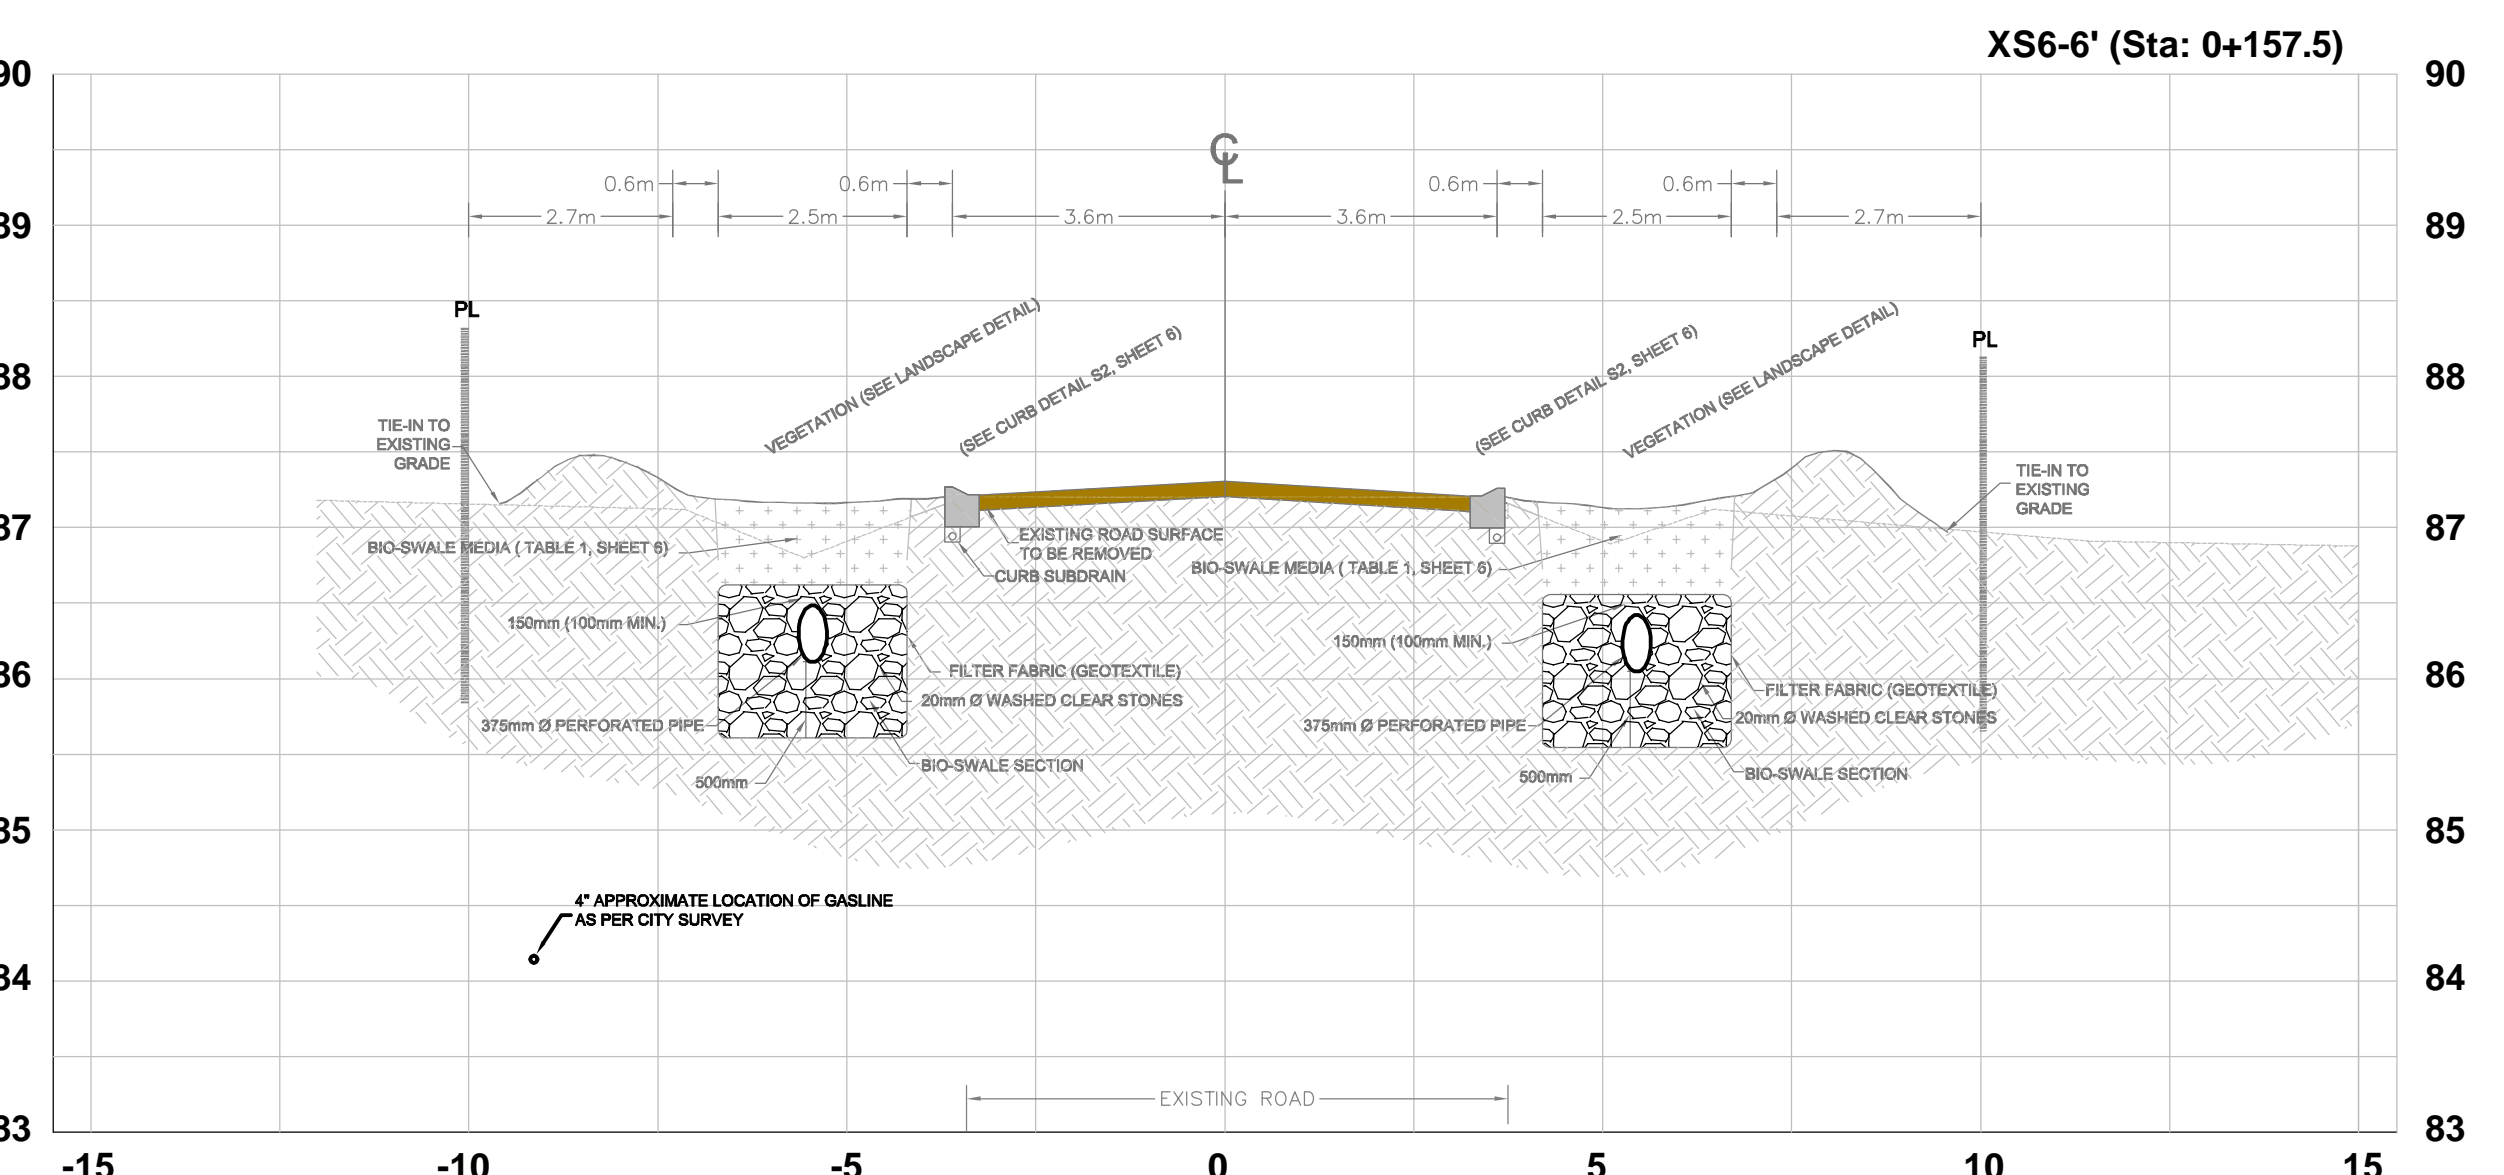 XS6-6' (Sta: 0+157.5)
90
90
℄
0.6m
0.6m
0.6m
0.6m
2.7m
2.5m
3.6m
3.6m
2.5m
2.7m
89
89
PL
PL
VEGETATION (SEE LANDSCAPE DETAIL)
(SEE CURB DETAIL S2, SHEET 6)
(SEE CURB DETAIL S2, SHEET 6)
VEGETATION (SEE LANDSCAPE DETAIL)
88
88
TIE-IN TO
EXISTING
GRADE
TIE-IN TO
EXISTING
GRADE
87
87
BIO-SWALE MEDIA ( TABLE 1, SHEET 6)
EXISTING ROAD SURFACE
TO BE REMOVED
CURB SUBDRAIN
BIO-SWALE MEDIA ( TABLE 1, SHEET 6)
150mm (100mm MIN.)
150mm (100mm MIN.)
86
86
FILTER FABRIC (GEOTEXTILE)
20mm Ø WASHED CLEAR STONES
375mm Ø PERFORATED PIPE
FILTER FABRIC (GEOTEXTILE)
20mm Ø WASHED CLEAR STONES
375mm Ø PERFORATED PIPE
BIO-SWALE SECTION
500mm
BIO-SWALE SECTION
500mm
85
85
4" APPROXIMATE LOCATION OF GASLINE
AS PER CITY SURVEY
84
84
EXISTING ROAD
83
83
-15
-10
-5
0
5
10
15